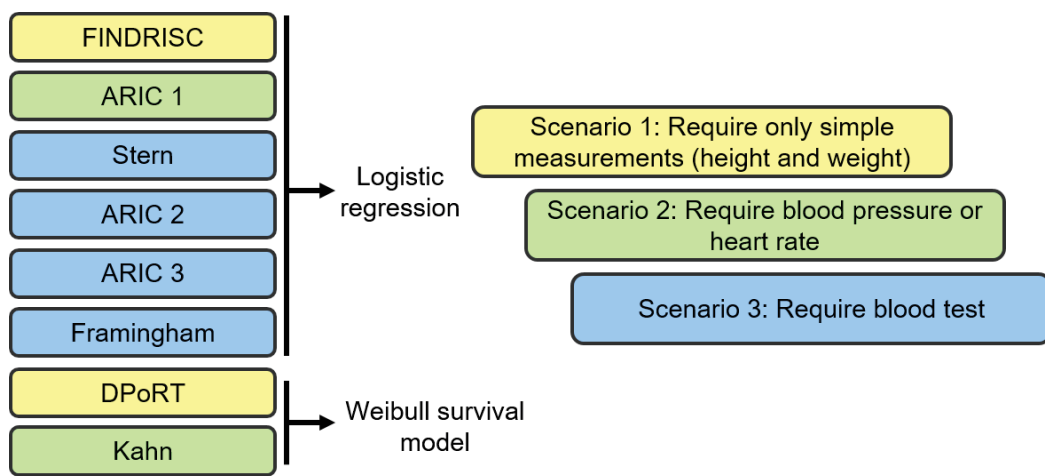 FINDRISC
ARIC 1
Stern
ARIC 2
ARIC 3
Framingham
DPoRT
Kahn
Logistic
regression
Weibull survival
model
Scenario 1: Require only simple
measurements (height and weight)
Scenario 2: Require blood pressure or
heart rate
Scenario 3: Require blood test